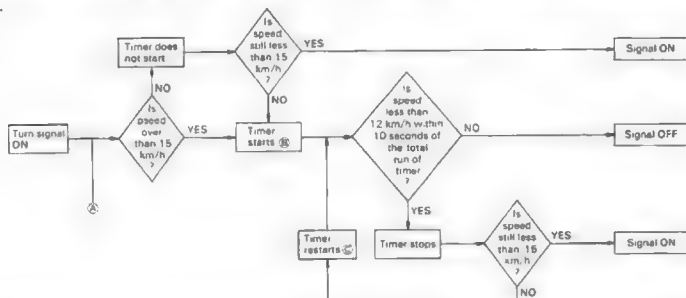 Timer does
not start
Is
speed
still less
than 15
km/h
?
YES
Signal ON
NO
NO
Turn signal
ON
Is
pseed
over
than 15
km/h
?
YES
Timer
starts Ⓑ
Is
speed
less than
12 km/h within
10 seconds of
the total
run of
timer
?
NO
Signal OFF
Ⓐ
YES
Timer
restarts Ⓒ
Timer stops
Is
speed
still less
than 15
km/h
?
YES
Signal ON
NO